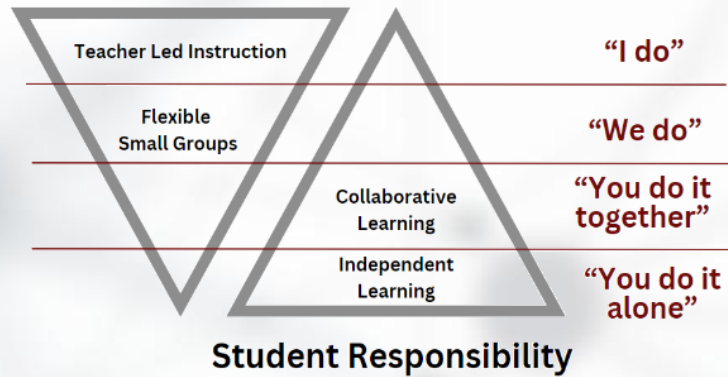 Teacher Led Instruction
“I do”
Flexible
Small Groups
“We do”
Collaborative
Learning
“You do it
together”
Independent
Learning
“You do it
alone”
Student Responsibility